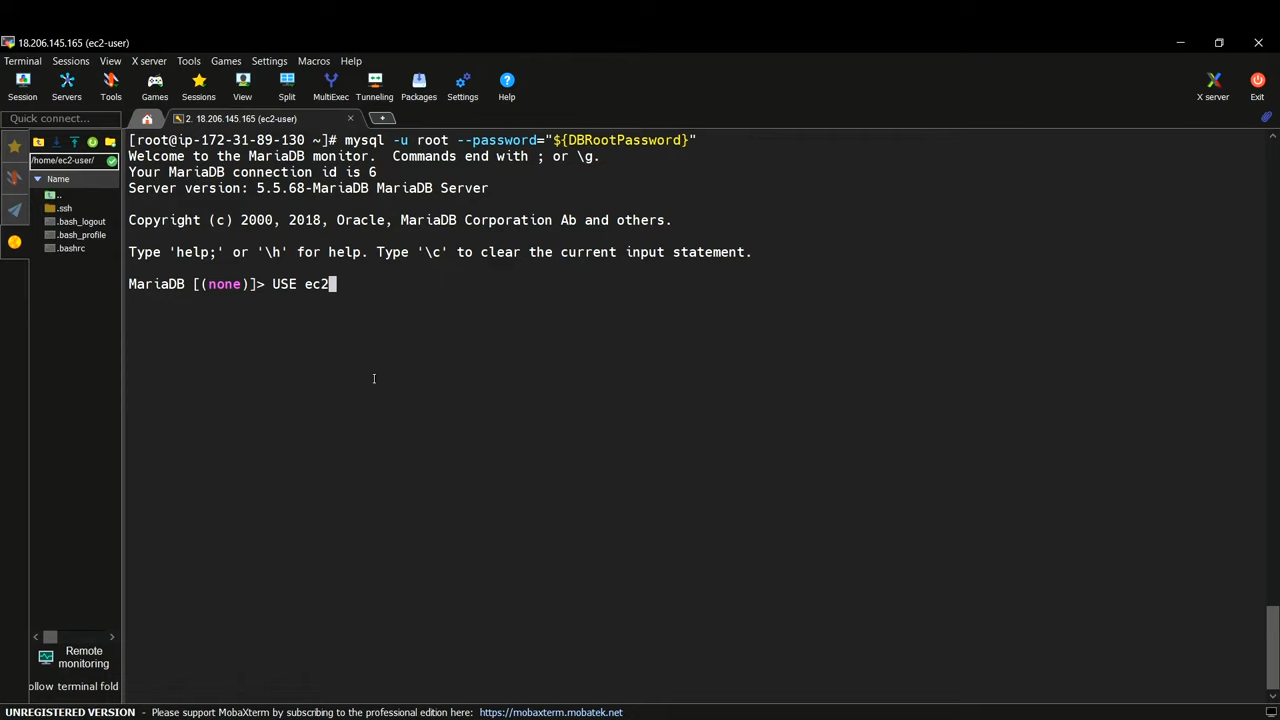 18.206.145.165 (ec2-user)
Terminal Sessions View X server Tools Games Settings Macros Help
Session Servers Tools Games Sessions View Split MultiExec Tunneling Packages Settings Help X server Exit
Quick connect...
2. 18.206.145.165 (ec2-user)
/home/ec2-user/
Name
..
.ssh
.bash_logout
.bash_profile
.bashrc
Remote
monitoring
ollow terminal fold
[root@ip-172-31-89-130 ~]# mysql -u root --password="${DBRootPassword}"
Welcome to the MariaDB monitor.  Commands end with ; or \g.
Your MariaDB connection id is 6
Server version: 5.5.68-MariaDB MariaDB Server
Copyright (c) 2000, 2018, Oracle, MariaDB Corporation Ab and others.
Type 'help;' or '\h' for help. Type '\c' to clear the current input statement.
MariaDB [(none)]> USE ec2
UNREGISTERED VERSION - Please support MobaXterm by subscribing to the professional edition here: https://mobaxterm.mobatek.net